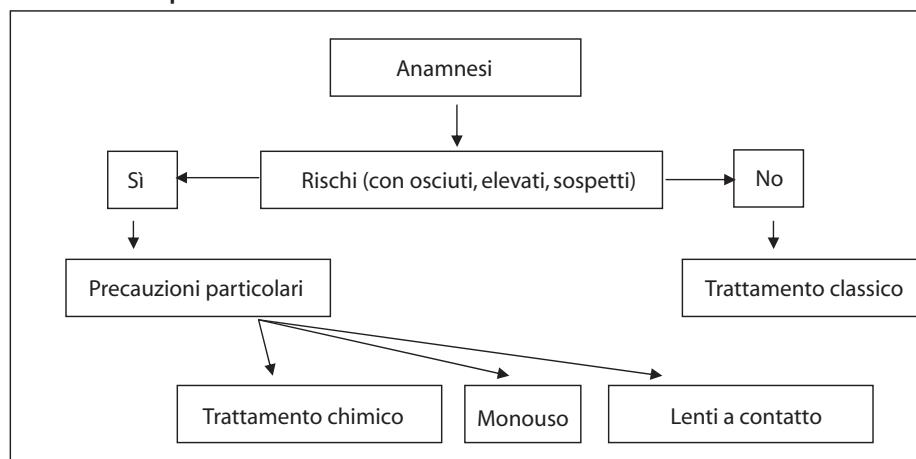 Anamnesi
Sì
Rischi (con osciuti, elevati, sospetti)
No
Precauzioni particolari
Trattamento classico
Trattamento chimico
Monouso
Lenti a contatto